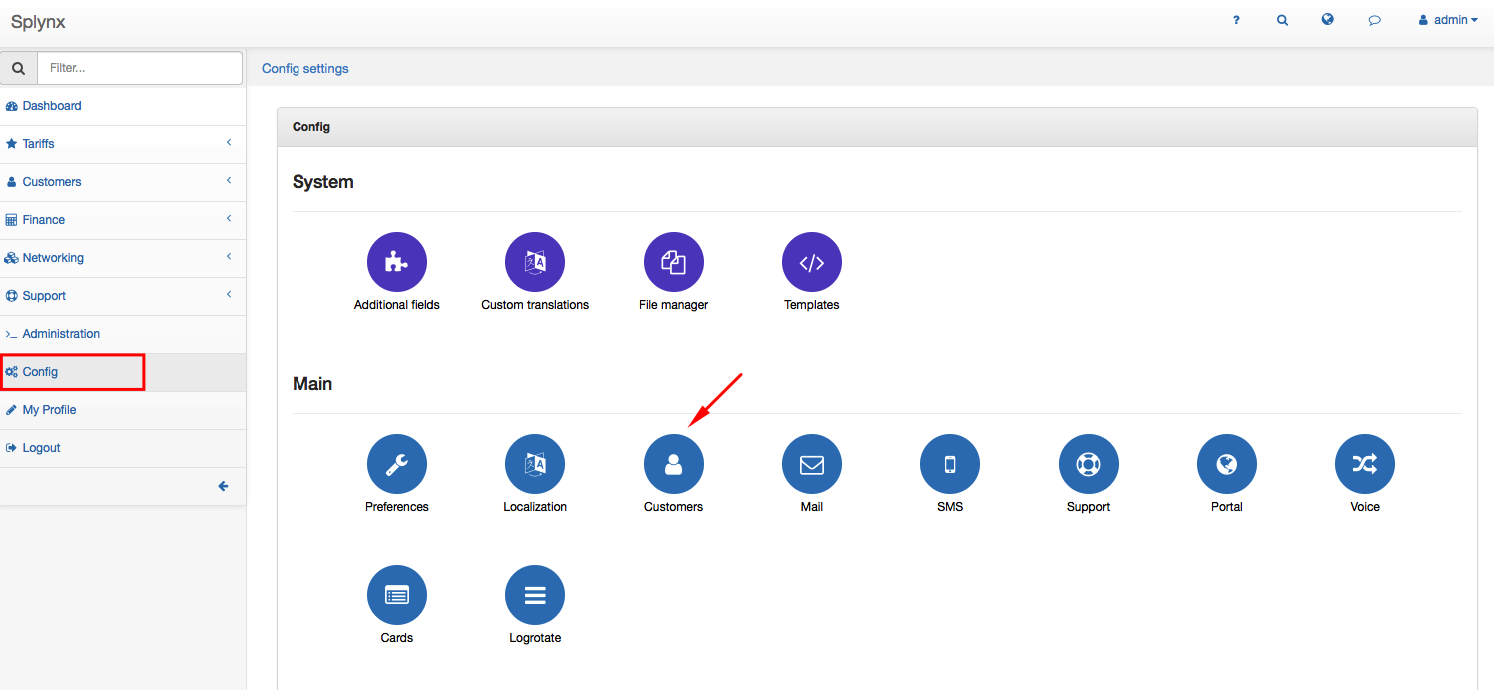 Splynx
? admin
Filter...
Config settings
Dashboard
Tariffs
Customers
Finance
Networking
Support
Administration
Config
My Profile
Logout
Config
System
Additional fields Custom translations File manager Templates
Main
Preferences Localization Customers Mail SMS Support Portal Voice
Cards Logrotate